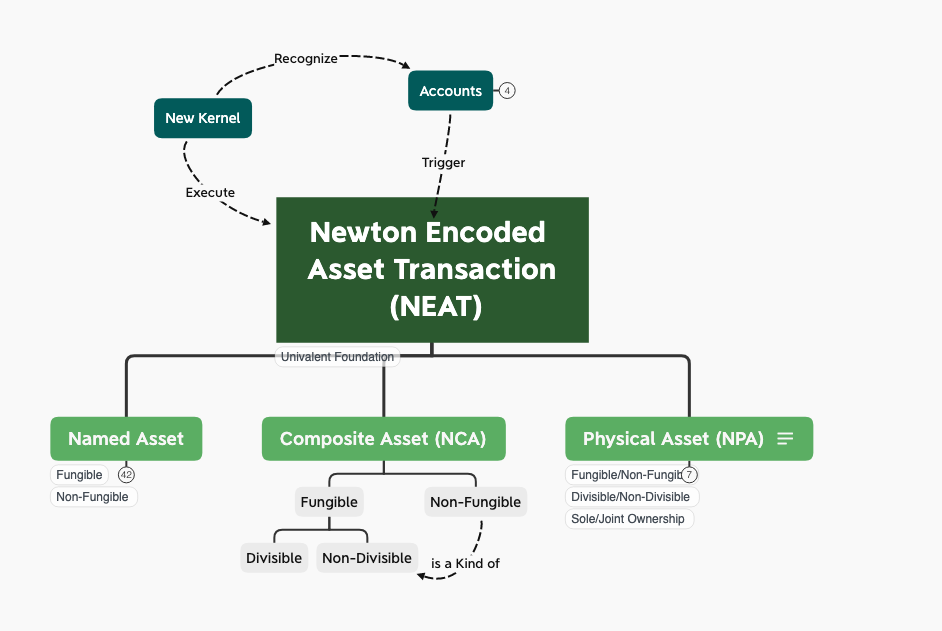 Recognize
Accounts
4
New Kernel
Trigger
Execute
Newton Encoded
Asset Transaction
(NEAT)
Univalent Foundation
Named Asset
Composite Asset (NCA)
Physical Asset (NPA)
Fungible
42
Non-Fungible
Fungible
Non-Fungible
Divisible
Non-Divisible
is a Kind of
Fungible/Non-Fungib
7
Divisible/Non-Divisible
Sole/Joint Ownership